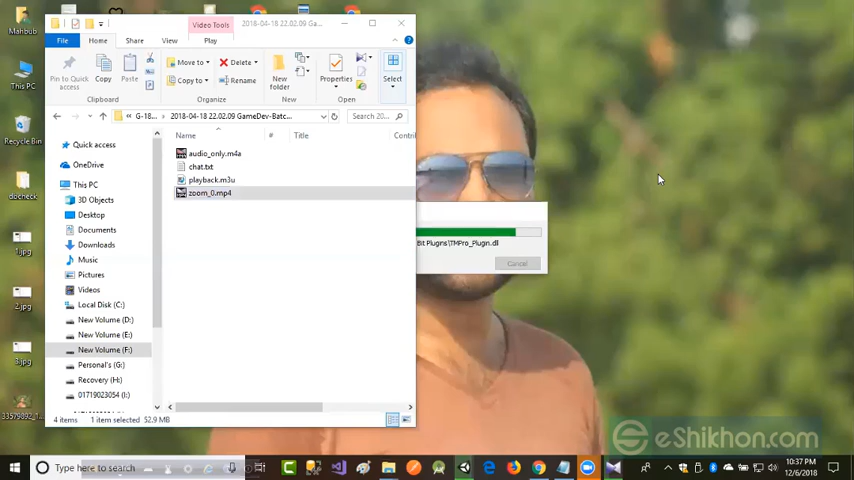 Mahbub
This PC
Recycle Bin
docheck
1.jpg
2.jpg
3.jpg
33579892_1...
Video Tools
2018-04-18 22.02.09 Ga...
File
Home
Share
View
Play
Pin to Quick access
Copy
Paste
Clipboard
Move to
Copy to
Delete
Rename
Organize
New folder
New
Properties
Open
Select
G-18...
2018-04-18 22.02.09 GameDev-Batc...
Search 20...
Name
#
Title
Contri
audio_only.m4a
chat.txt
playback.m3u
zoom_0.mp4
Quick access
OneDrive
This PC
3D Objects
Desktop
Documents
Downloads
Music
Pictures
Videos
Local Disk (C:)
New Volume (D:)
New Volume (E:)
New Volume (F:)
Personal's (G:)
Recovery (H:)
01719023054 (I:)
4 items
1 item selected
52.9 MB
Bit Plugins\TMPro_Plugin.dll
Cancel
eShikhon.com
Type here to search
10:37 PM
12/6/2018